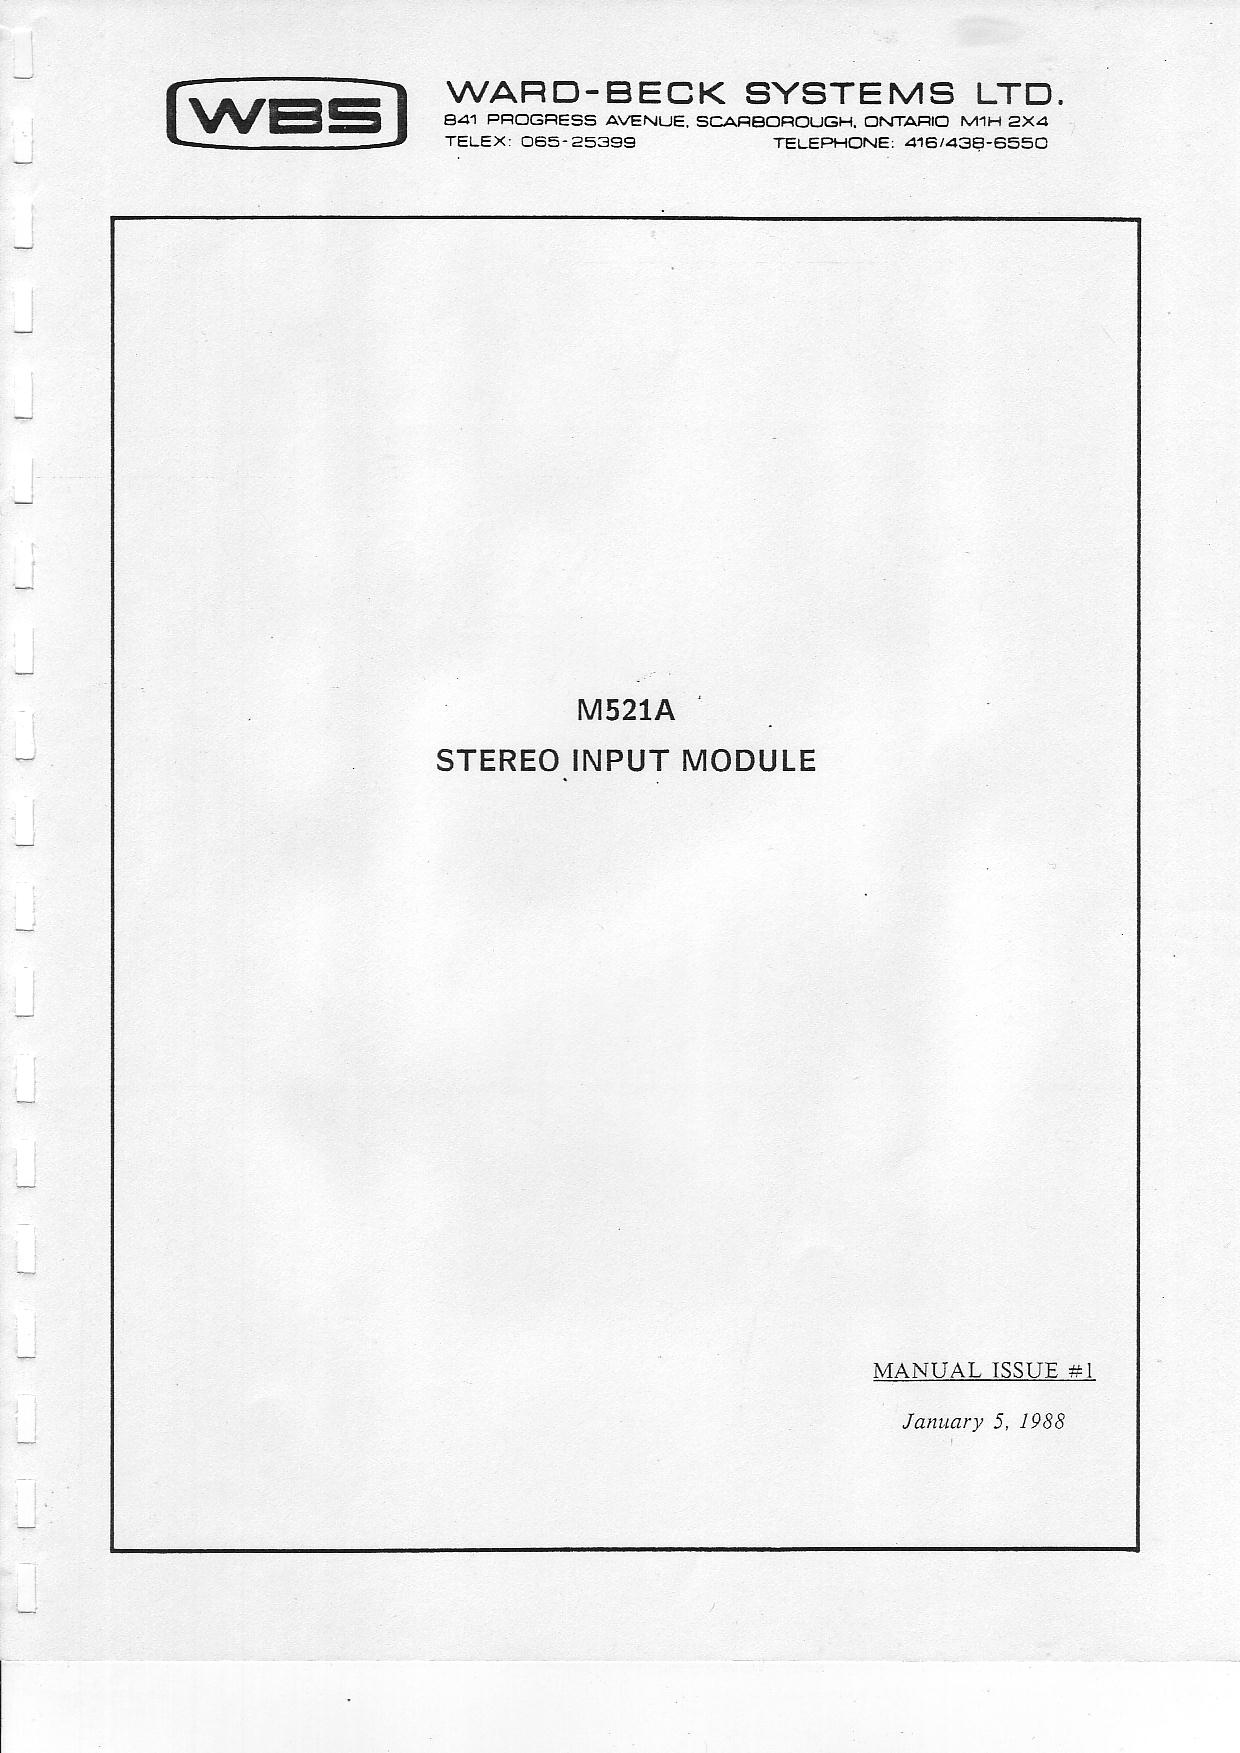 WBS
WARD-BECK SYSTEMS LTD.
841 PROGRESS AVENUE, SCARBOROUGH, ONTARIO M1H 2X4
TELEX: 065-25399 TELEPHONE: 416/438-6550
M521A
STEREO INPUT MODULE
MANUAL ISSUE #1
January 5, 1988